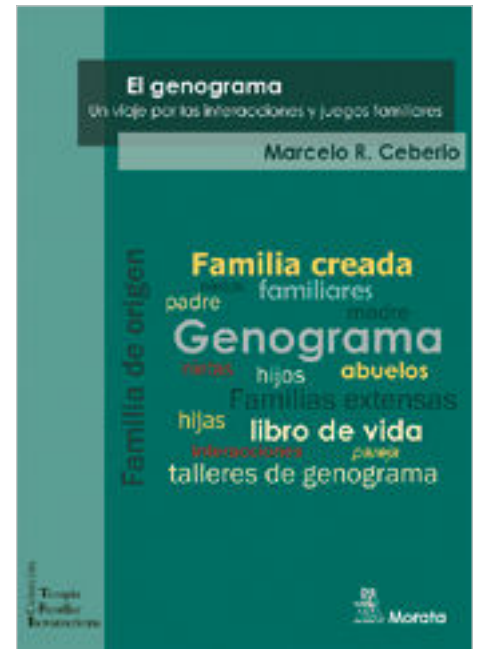 El genograma
Un viaje por las interacciones y juegos familiares
Marcelo R. Ceberio
Familia de origen
Familia creada
familiares
padre
madre
Genograma
nietas
hijos
abuelos
Familias extensas
hijas
libro de vida
interacciones
pareja
talleres de genograma
Terapia
Familiar
Morata